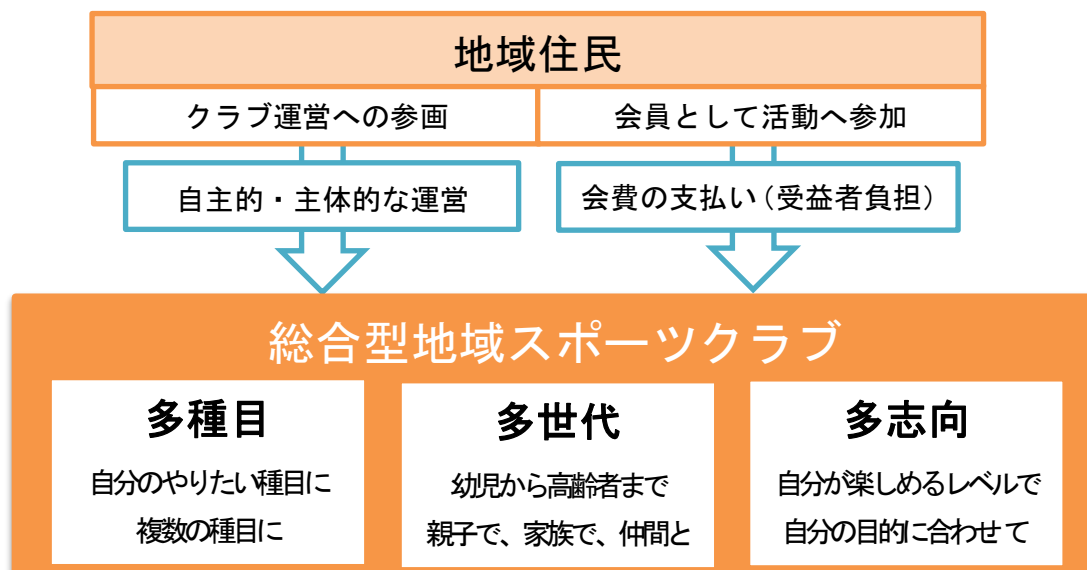 地域住民
クラブ運営への参画
会員として活動へ参加
自主的・主体的な運営
会費の支払い(受益者負担)
総合型地域スポーツクラブ
多種目
自分のやりたい種目に
複数の種目に
多世代
幼児から高齢者まで
親子で、家族で、仲間と
多志向
自分が楽しめるレベルで
自分の目的に合わせて